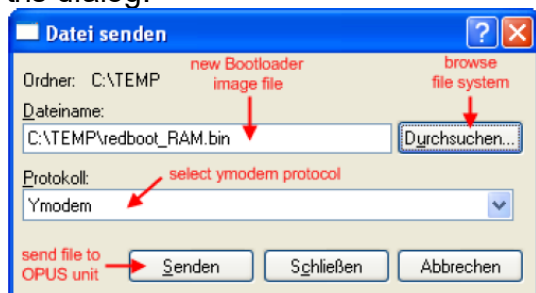 the dialog.
Datei senden
new Bootloader
image file
browse
file system
Ordner: C:\TEMP
Dateiname:
C:\TEMP\redboot_RAM.bin
Durchsuchen...
Protokoll:
select ymodem protocol
Ymodem
send file to
OPUS unit
Senden
Schließen
Abbrechen